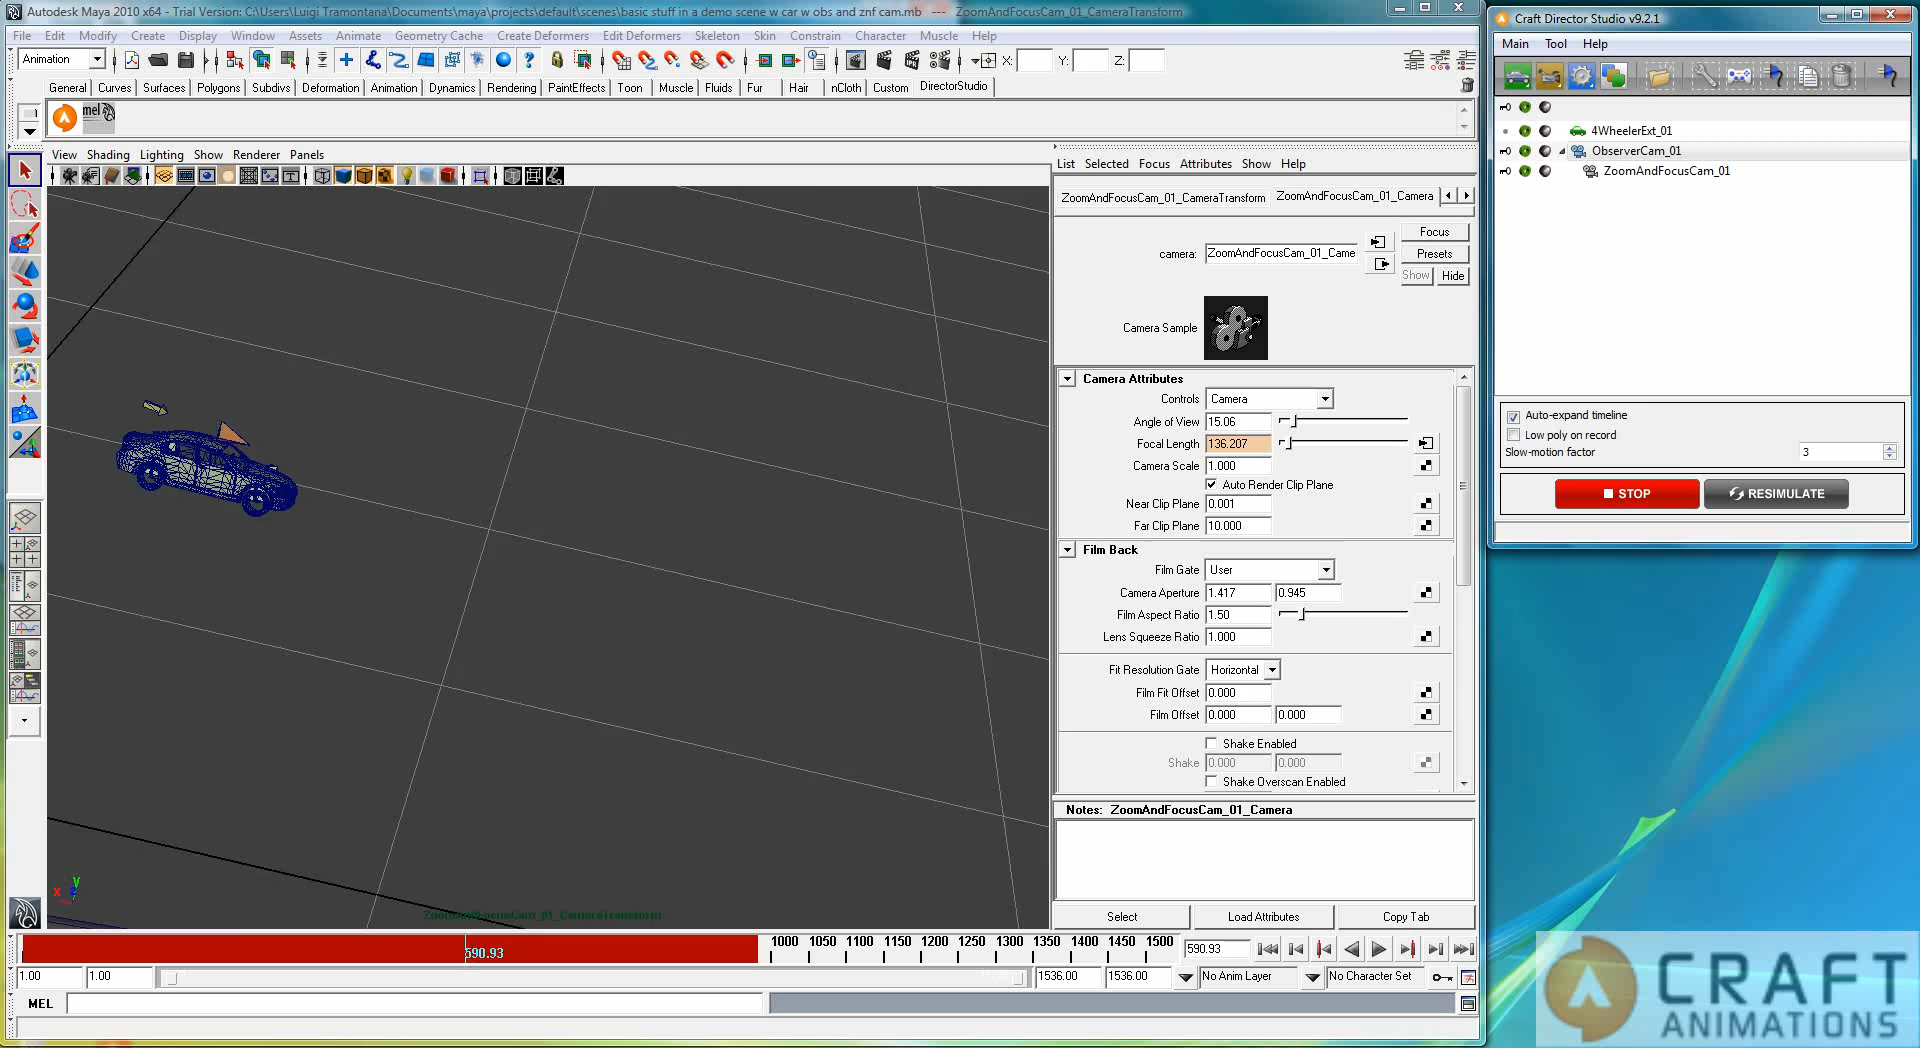 Autodesk Maya 2010 x64 - Trial Version: C:\Users\Luigi Tramontana\Documents\maya\projects\default\scenes\basic stuff in a demo scene w car w obs and znf cam.mb --- ZoomAndFocusCam_01_CameraTransform
File Edit Modify Create Display Window Assets Animate Geometry Cache Create Deformers Edit Deformers Skeleton Skin Constrain Character Muscle Help
Animation X: Y: Z:
General Curves Surfaces Polygons Subdivs Deformation Animation Dynamics Rendering PaintEffects Toon Muscle Fluids Fur Hair nCloth Custom DirectorStudio
mel
View Shading Lighting Show Renderer Panels
List Selected Focus Attributes Show Help
ZoomAndFocusCam_01_CameraTransform ZoomAndFocusCam_01_Camera
camera: ZoomAndFocusCam_01_Came
Focus
Presets
Show Hide
Camera Sample
Camera Attributes
Controls Camera
Angle of View 15.06
Focal Length 136.207
Camera Scale 1.000
Auto Render Clip Plane
Near Clip Plane 0.001
Far Clip Plane 10.000
Film Back
Film Gate User
Camera Aperture 1.417 0.945
Film Aspect Ratio 1.50
Lens Squeeze Ratio 1.000
Fit Resolution Gate Horizontal
Film Fit Offset 0.000
Film Offset 0.000 0.000
Shake Enabled
Shake 0.000 0.000
Shake Overscan Enabled
Notes: ZoomAndFocusCam_01_Camera
Select Load Attributes Copy Tab
y
x z
ZoomAndFocusCam_01_CameraTransform
590.93 1000 1050 1100 1150 1200 1250 1300 1350 1400 1450 1500 590.93
1.00 1.00 1536.00 1536.00 No Anim Layer No Character Set
MEL
Craft Director Studio v9.2.1
Main Tool Help
4WheelerExt_01
ObserverCam_01
ZoomAndFocusCam_01
Auto-expand timeline
Low poly on record
Slow-motion factor 3
STOP RESIMULATE
CRAFT
ANIMATIONS